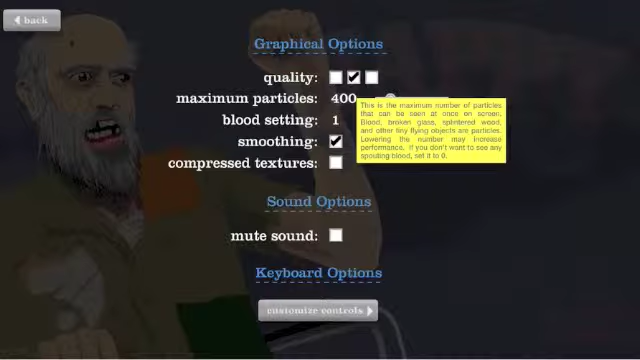 back
Graphical Options
quality:
maximum particles: 400
This is the maximum number of particles
that can be seen at once on screen.
Blood, broken glass, splintered wood,
and other tiny flying objects are particles.
Lowering the number may increase
performance. If you don't want to see any
spouting blood, set it to 0.
blood setting: 1
smoothing:
compressed textures:
Sound Options
mute sound:
Keyboard Options
customize controls